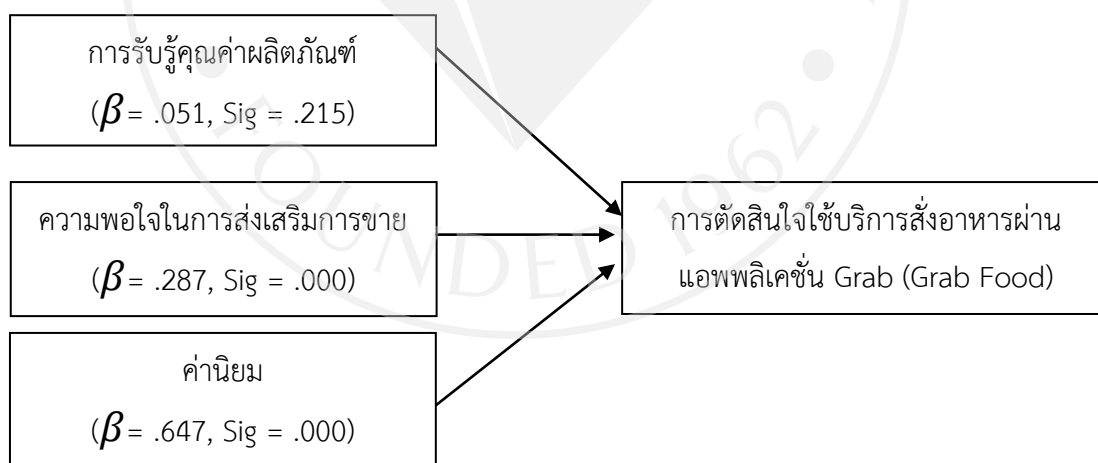 การรับรู้คุณค่าผลิตภัณฑ์
(β = .051, Sig = .215)
ความพอใจในการส่งเสริมการขาย
(β = .287, Sig = .000)
ค่านิยม
(β = .647, Sig = .000)
การตัดสินใจใช้บริการสั่งอาหารผ่าน
แอพพลิเคชั่น Grab (Grab Food)
FOUNDED 1962